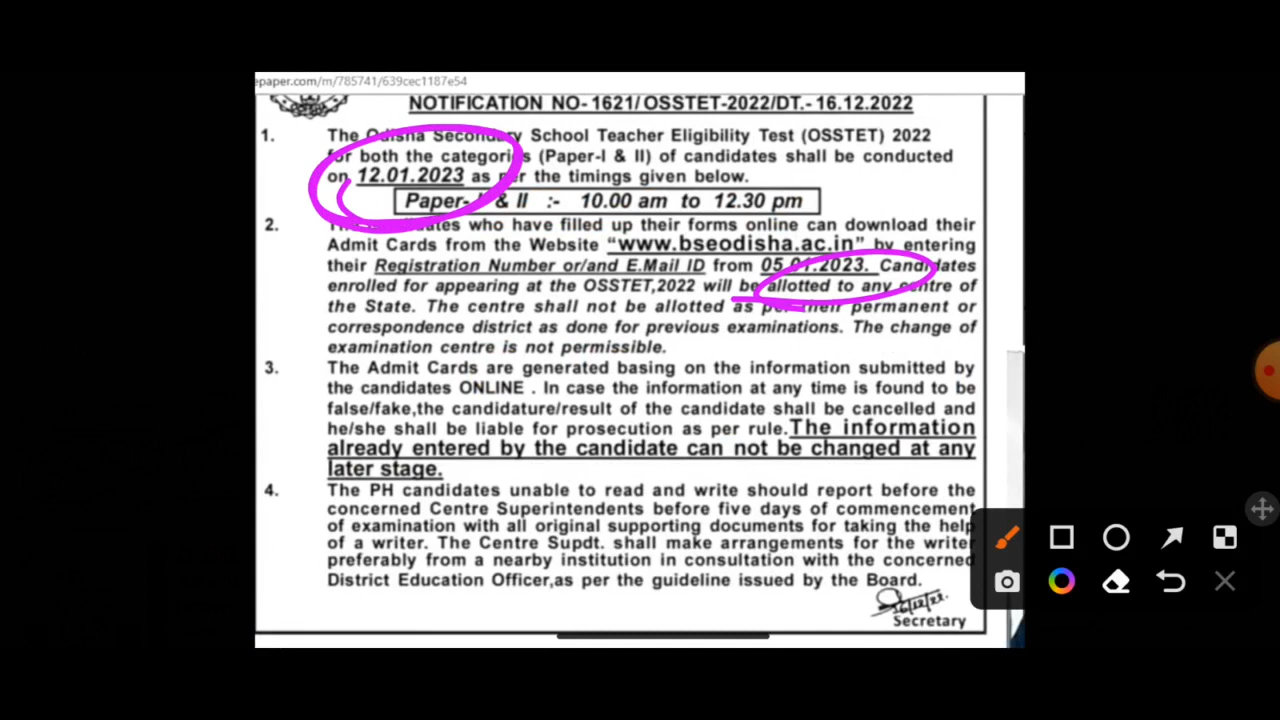 epaper.com/m/785741/639cec1187e54
NOTIFICATION NO- 1621/OSSTET-2022/DT.- 16.12.2022
1. The Odisha Secondary School Teacher Eligibility Test (OSSTET) 2022
for both the categories (Paper-I & II) of candidates shall be conducted
on 12.01.2023 as per the timings given below.
Paper- I & II :- 10.00 am to 12.30 pm
2. The candidates who have filled up their forms online can download their
Admit Cards from the Website "www.bseodisha.ac.in" by entering
their Registration Number or/and E.Mail ID from 05.01.2023. Candidates
enrolled for appearing at the OSSTET,2022 will be allotted to any centre of
the State. The centre shall not be allotted as per their permanent or
correspondence district as done for previous examinations. The change of
examination centre is not permissible.
3. The Admit Cards are generated basing on the information submitted by
the candidates ONLINE . In case the information at any time is found to be
false/fake,the candidature/result of the candidate shall be cancelled and
he/she shall be liable for prosecution as per rule.The information
already entered by the candidate can not be changed at any
later stage.
4. The PH candidates unable to read and write should report before the
concerned Centre Superintendents before five days of commencement
of examination with all original supporting documents for taking the help
of a writer. The Centre Supdt. shall make arrangements for the writer
preferably from a nearby institution in consultation with the concerned
District Education Officer,as per the guideline issued by the Board.
16/12/22
Secretary